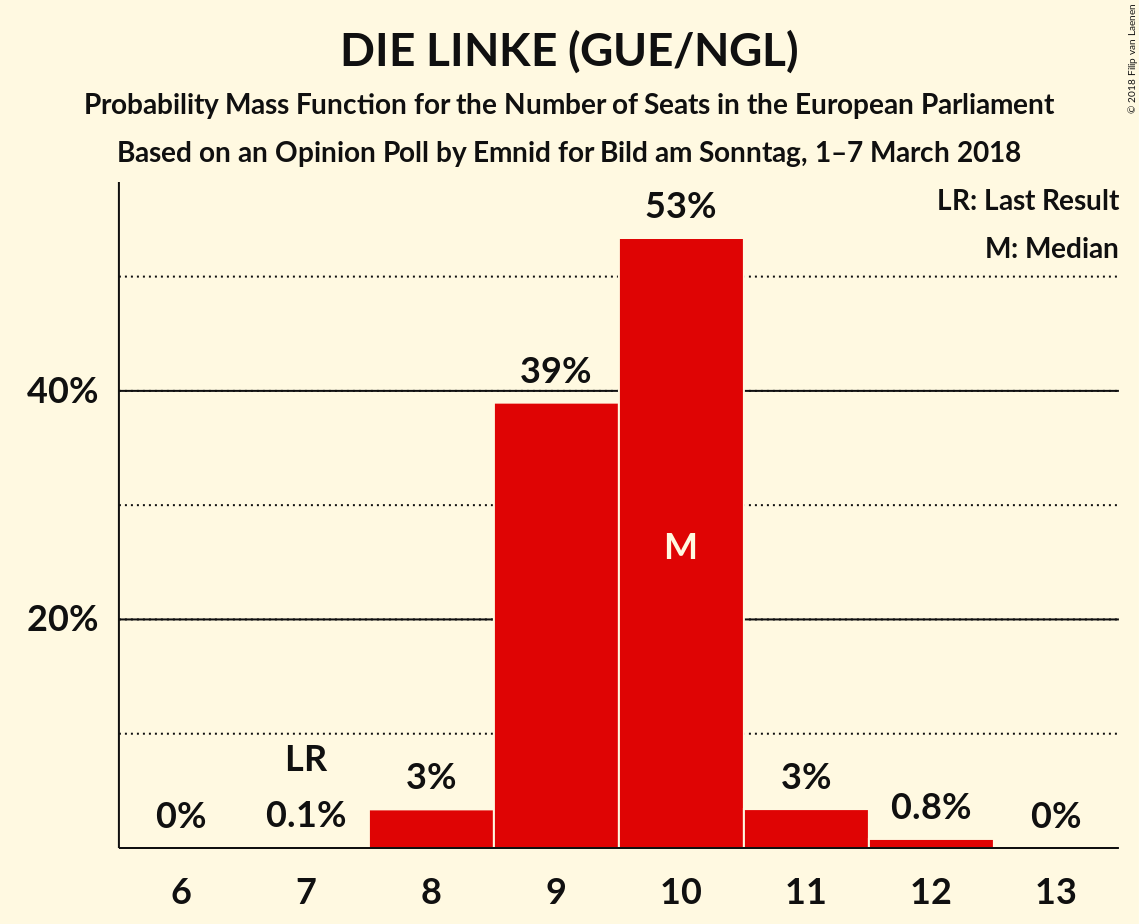 DIE LINKE (GUE/NGL)
Probability Mass Function for the Number of Seats in the European Parliament
Based on an Opinion Poll by Emnid for Bild am Sonntag, 1–7 March 2018
© 2018 Filip van Laenen
LR: Last Result
M: Median
53%
39%
40%
M
20%
LR
0%
0.1%
3%
3%
0.8%
0%
6 7 8 9 10 11 12 13